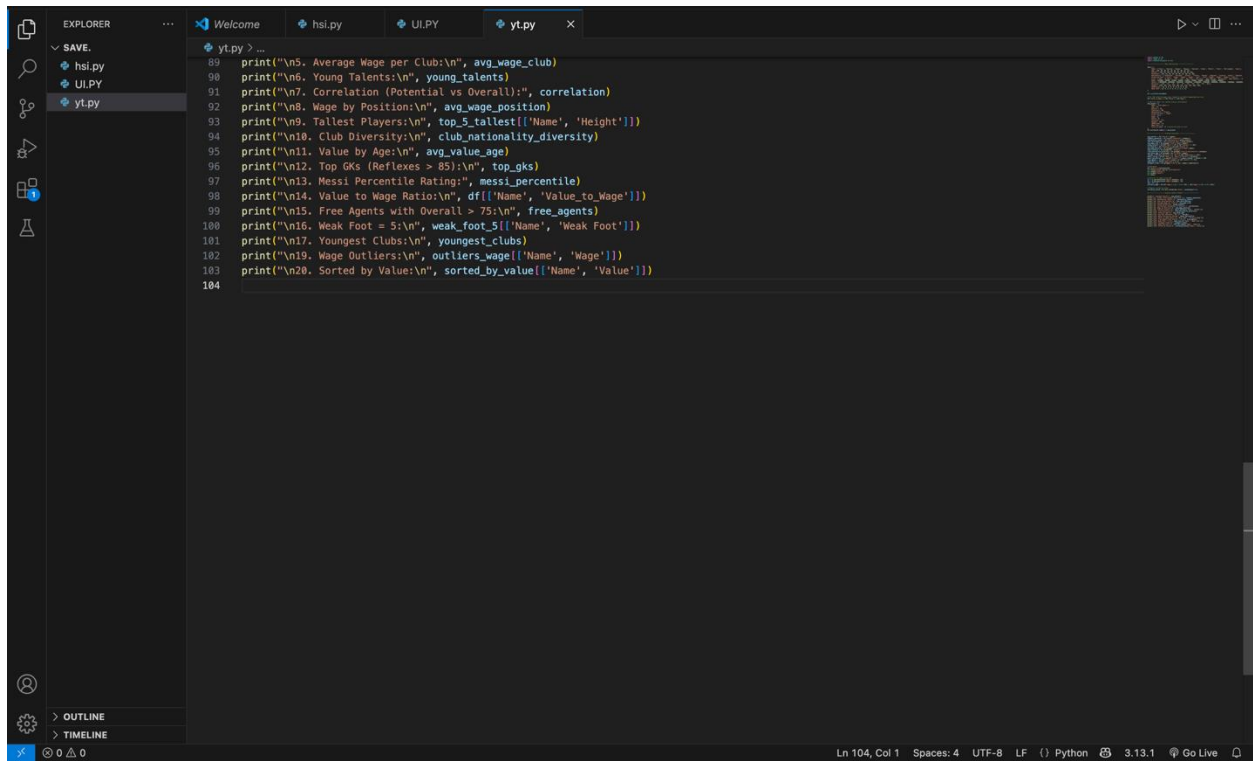 EXPLORER ...
Welcome hsi.py UI.PY yt.py
SAVE.
hsi.py
UI.PY
yt.py
yt.py > ...
89 print("\n5. Average Wage per Club:\n", avg_wage_club)
90 print("\n6. Young Talents:\n", young_talents)
91 print("\n7. Correlation (Potential vs Overall):", correlation)
92 print("\n8. Wage by Position:\n", avg_wage_position)
93 print("\n9. Tallest Players:\n", top_5_tallest[['Name', 'Height']])
94 print("\n10. Club Diversity:\n", club_nationality_diversity)
95 print("\n11. Value by Age:\n", avg_value_age)
96 print("\n12. Top GKs (Reflexes > 85):\n", top_gks)
97 print("\n13. Messi Percentile Rating:", messi_percentile)
98 print("\n14. Value to Wage Ratio:\n", df[['Name', 'Value_to_Wage']])
99 print("\n15. Free Agents with Overall > 75:\n", free_agents)
100 print("\n16. Weak Foot = 5:\n", weak_foot_5[['Name', 'Weak Foot']])
101 print("\n17. Youngest Clubs:\n", youngest_clubs)
102 print("\n19. Wage Outliers:\n", outliers_wage[['Name', 'Wage']])
103 print("\n20. Sorted by Value:\n", sorted_by_value[['Name', 'Value']])
104
1
OUTLINE
TIMELINE
0 0 Ln 104, Col 1 Spaces: 4 UTF-8 LF {} Python 3.13.1 Go Live